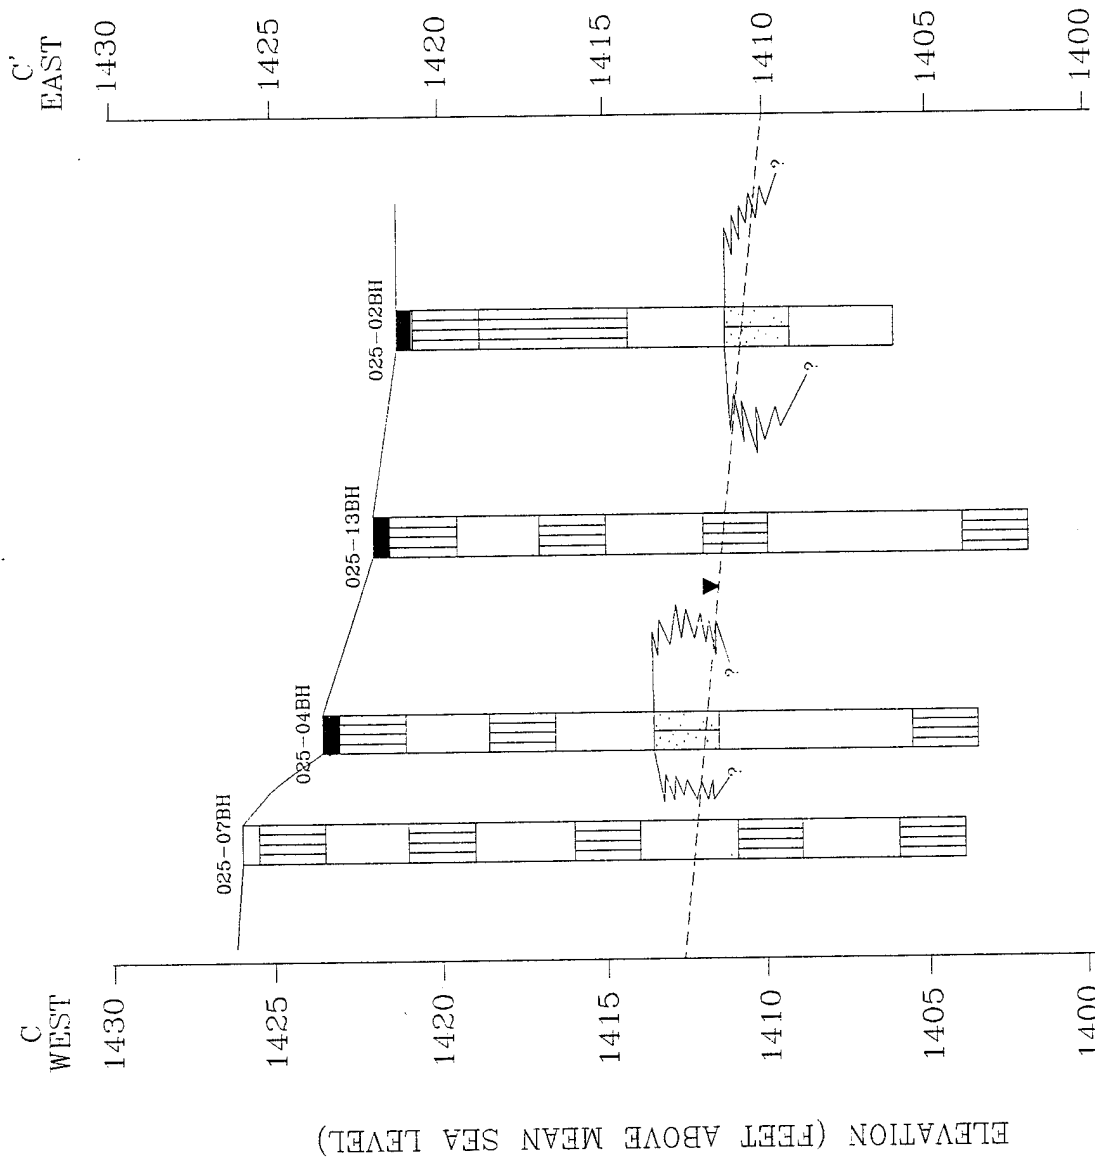 C
WEST
C'
EAST
1430
1425
1420
1415
1410
1405
1400
1430
1425
1420
1415
1410
1405
1400
ELEVATION (FEET ABOVE MEAN SEA LEVEL)
025-07BH
025-04BH
025-13BH
025-02BH
?
?
?
?